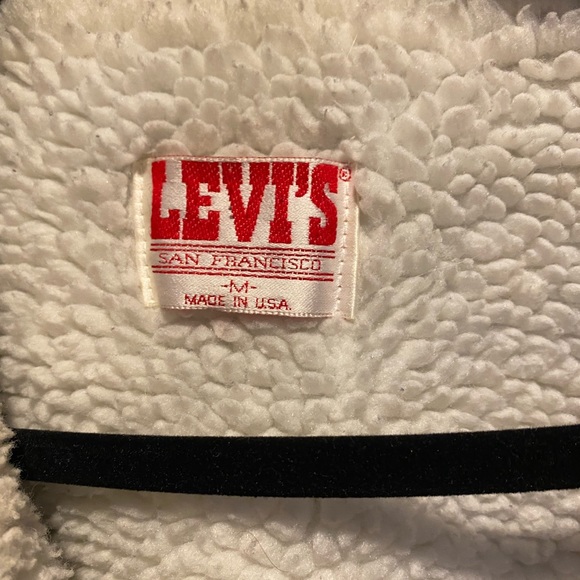 LEVI'S®
SAN FRANCISCO
-M-
MADE IN U.S.A.